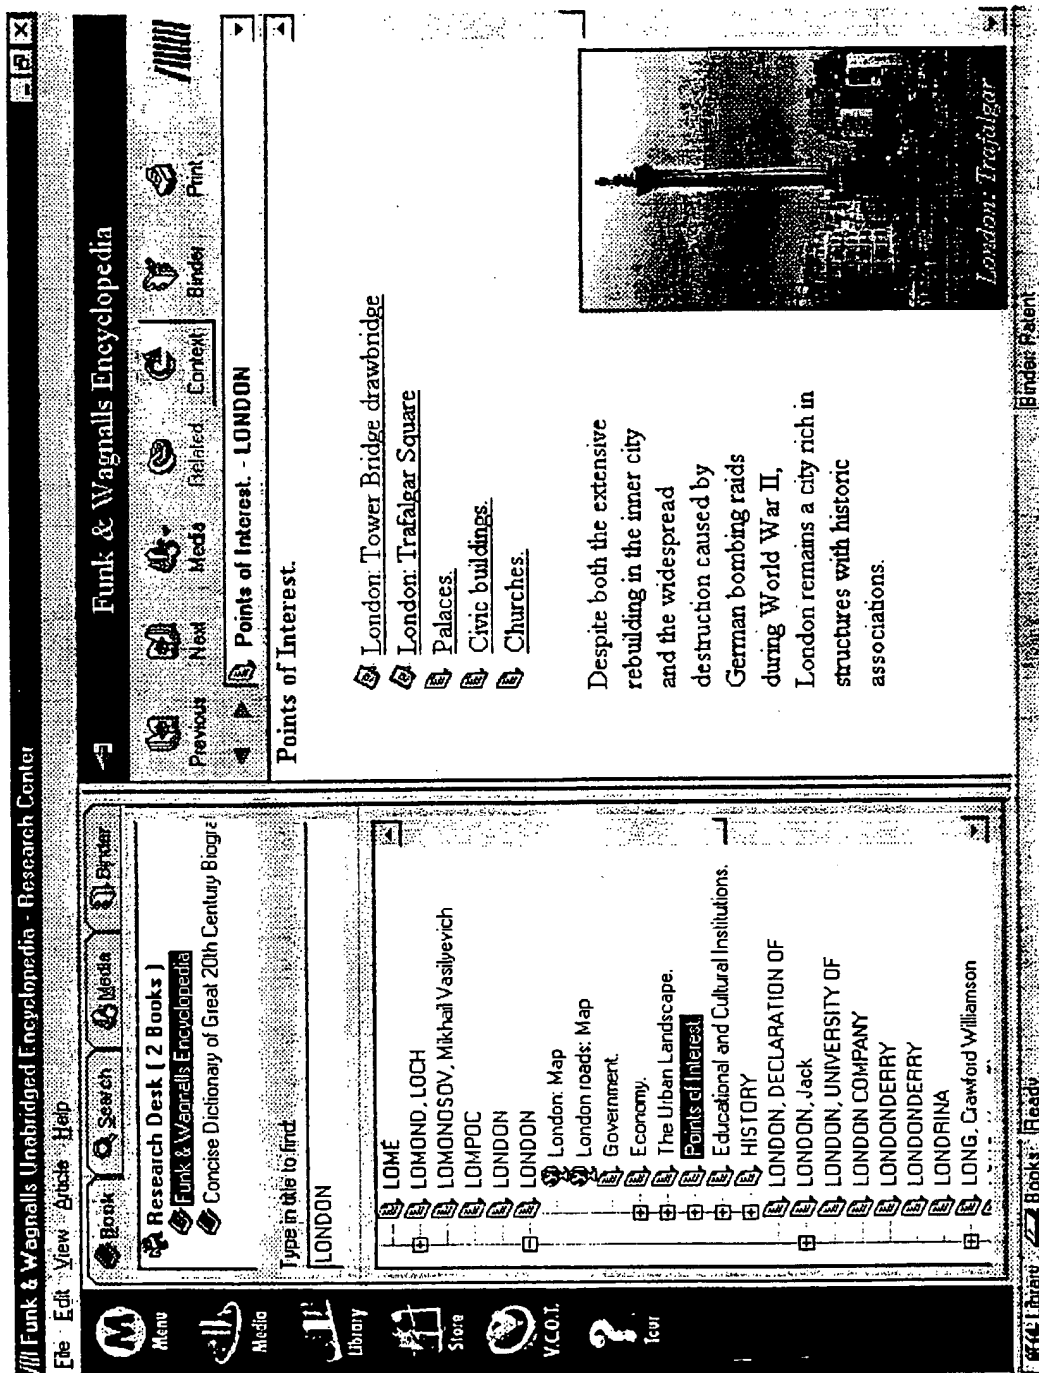 Funk & Wagnalls Unabridged Encyclopedia - Research Center
File Edit View Article Help
Menu
Media
Library
Store
V.C.O.T.
Tour
Book
Search
Media
Binder
Research Desk [ 2 Books ]
Funk & Wagnalls Encyclopedia
Concise Dictionary of Great 20th Century Biogra
Type in title to find:
LONDON
LOMÉ
LOMOND, LOCH
LOMONOSOV, Mikhail Vasilyevich
LOMPOC
LONDON
LONDON
London: Map
London roads: Map
Government.
Economy.
The Urban Landscape.
Points of Interest.
Educational and Cultural Institutions.
HISTORY
LONDON, DECLARATION OF
LONDON, Jack
LONDON, UNIVERSITY OF
LONDON COMPANY
LONDONDERRY
LONDONDERRY
LONDRINA
LONG, Crawford Williamson
Funk & Wagnalls Encyclopedia
Previous
Next
Media
Related
Context
Binder
Print
Points of Interest. - LONDON
Points of Interest.
London: Tower Bridge drawbridge
London: Trafalgar Square
Palaces.
Civic buildings.
Churches.
Despite both the extensive
rebuilding in the inner city
and the widespread
destruction caused by
German bombing raids
during World War II,
London remains a city rich in
structures with historic
associations.
London: Trafalgar
Library
Books:
Ready
Binder: Patent